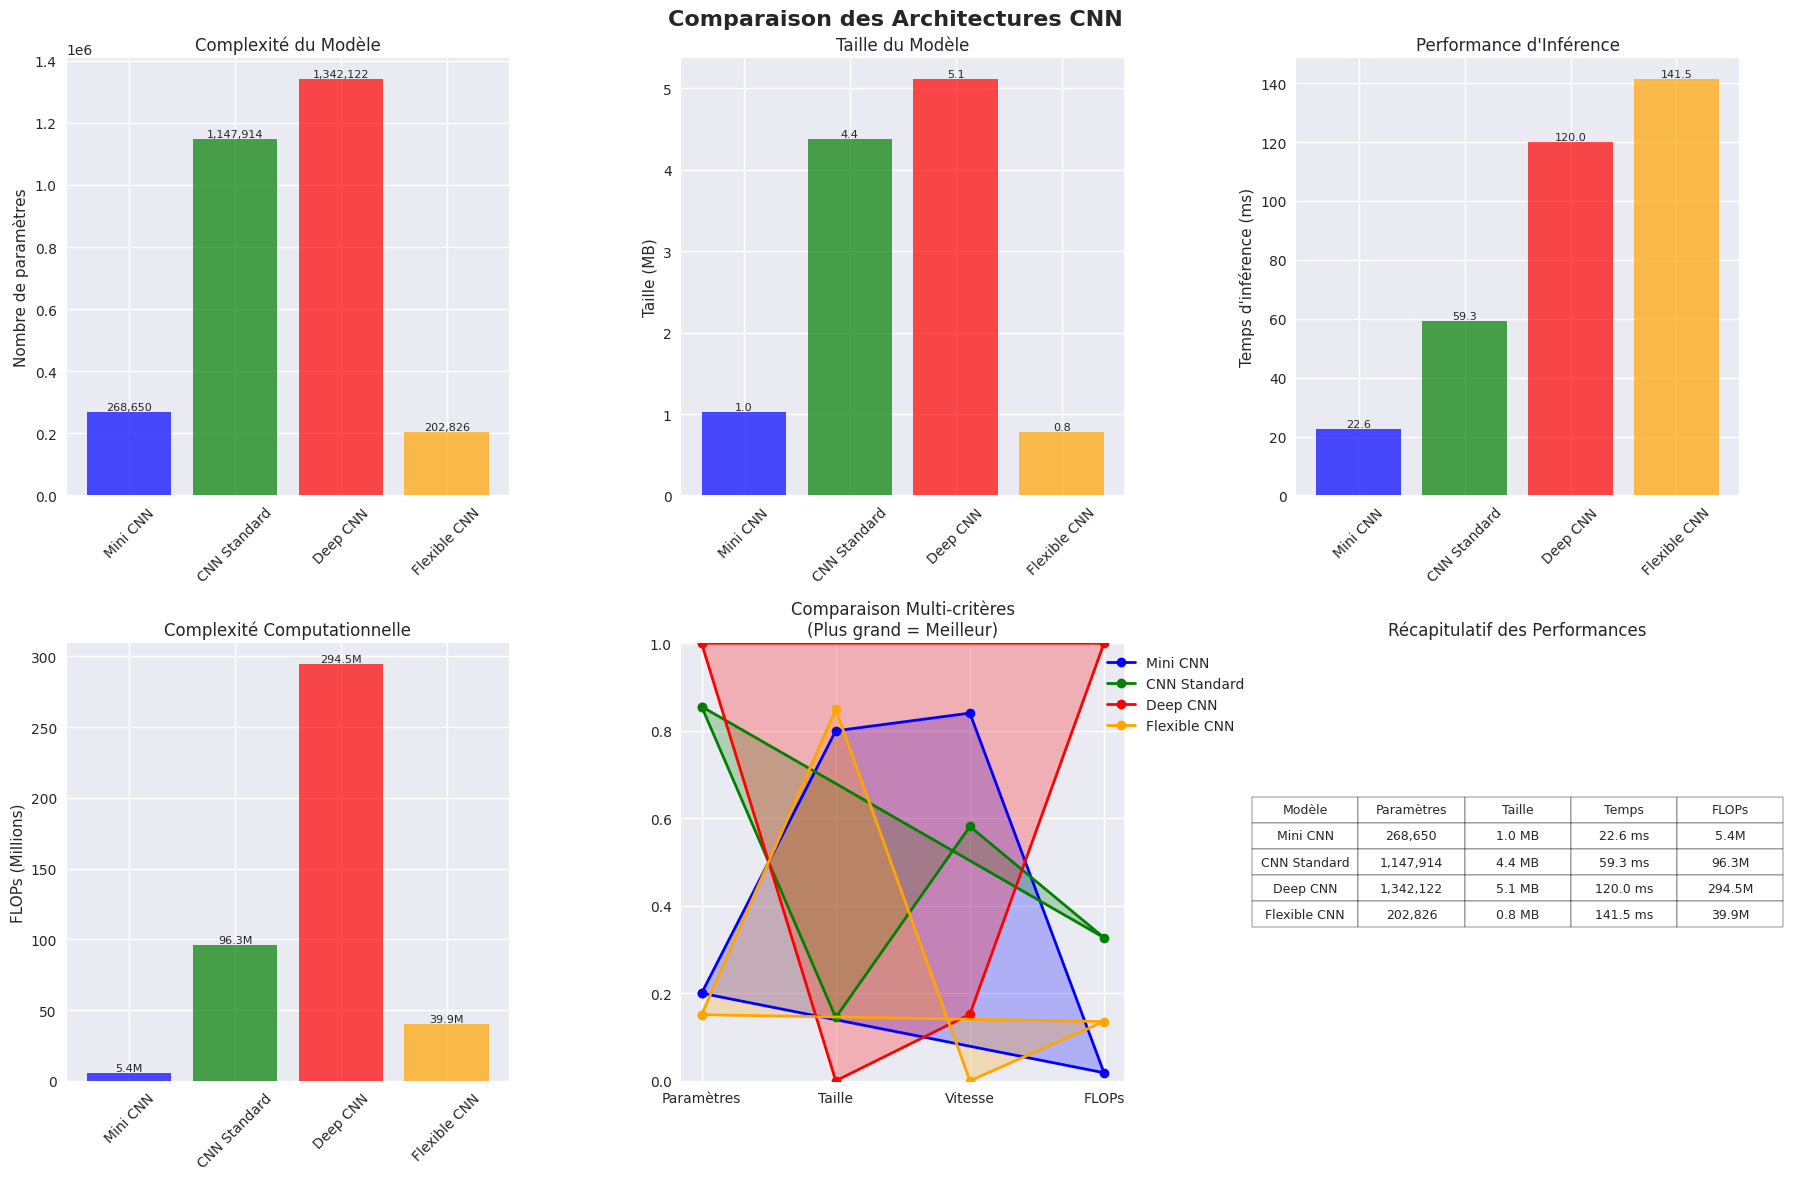 Comparaison des Architectures CNN
Complexité du Modèle
1e6
1.4
1.2
1.0
0.8
0.6
0.4
0.2
0.0
Nombre de paramètres
268,650
1,147,914
1,342,122
202,826
Mini CNN
CNN Standard
Deep CNN
Flexible CNN
Taille du Modèle
5
4
3
2
1
0
Taille (MB)
1.0
4.4
5.1
0.8
Mini CNN
CNN Standard
Deep CNN
Flexible CNN
Performance d'Inférence
140
120
100
80
60
40
20
0
Temps d'inférence (ms)
22.6
59.3
120.0
141.5
Mini CNN
CNN Standard
Deep CNN
Flexible CNN
Complexité Computationnelle
300
250
200
150
100
50
0
FLOPs (Millions)
5.4M
96.3M
294.5M
39.9M
Mini CNN
CNN Standard
Deep CNN
Flexible CNN
Comparaison Multi-critères
(Plus grand = Meilleur)
1.0
0.8
0.6
0.4
0.2
0.0
Paramètres
Taille
Vitesse
FLOPs
Mini CNN
CNN Standard
Deep CNN
Flexible CNN
Récapitulatif des Performances
Modèle Paramètres Taille Temps FLOPs
Mini CNN 268,650 1.0 MB 22.6 ms 5.4M
CNN Standard 1,147,914 4.4 MB 59.3 ms 96.3M
Deep CNN 1,342,122 5.1 MB 120.0 ms 294.5M
Flexible CNN 202,826 0.8 MB 141.5 ms 39.9M